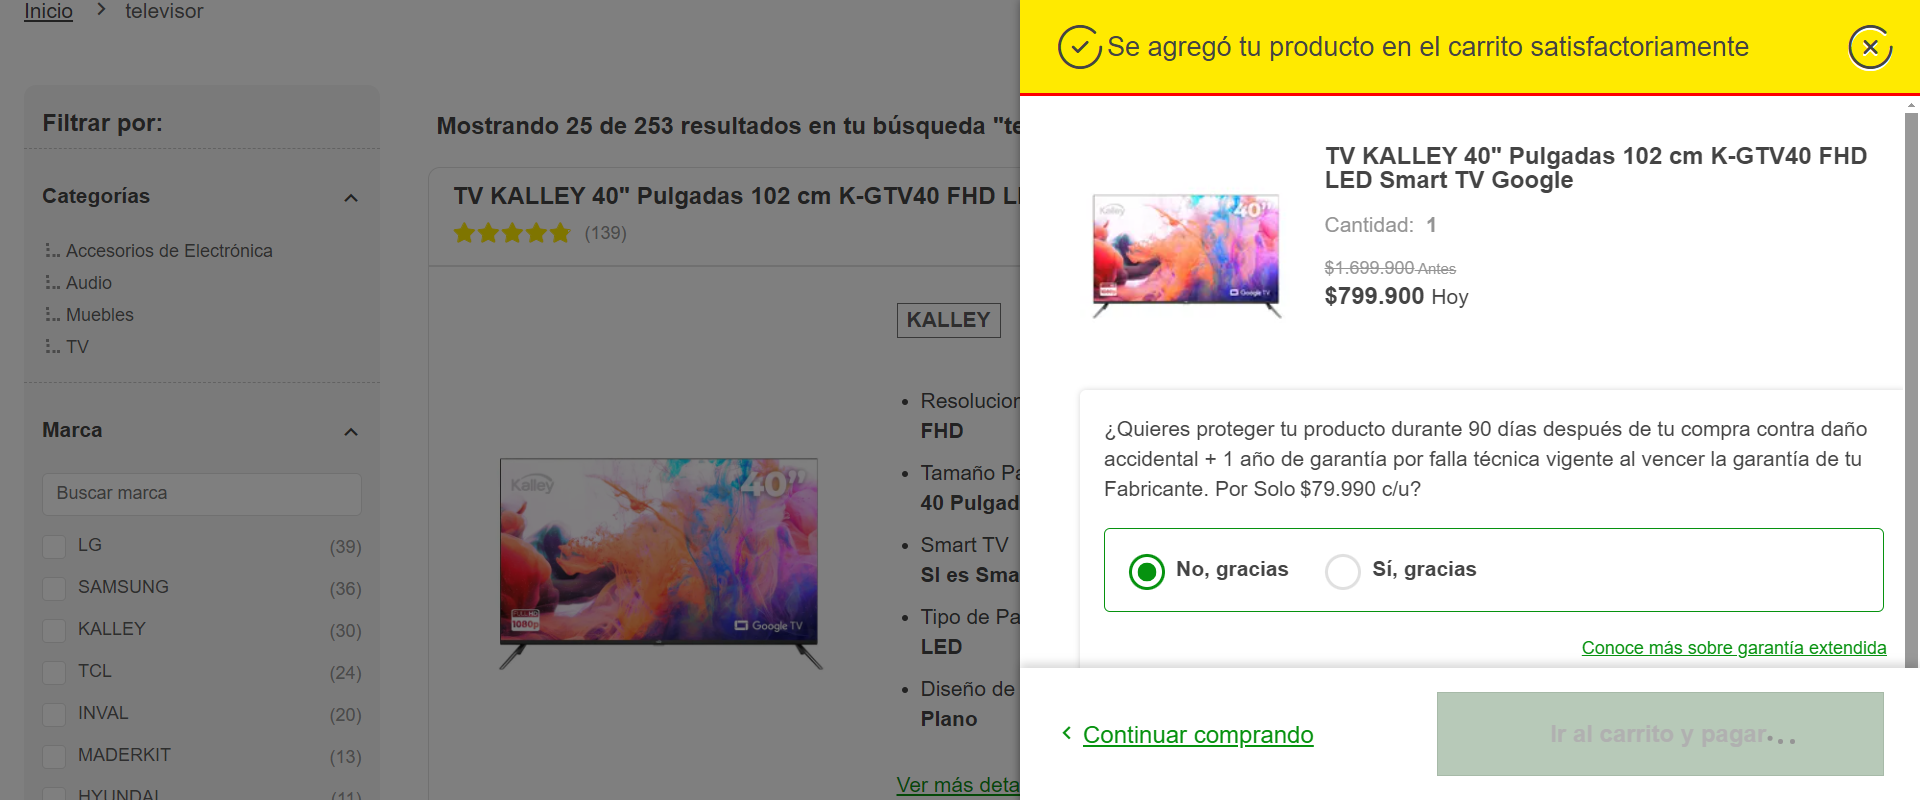 Inicio > televisor
Filtrar por:
Categorías
Accesorios de Electrónica
Audio
Muebles
TV
Marca
Buscar marca
LG (39)
SAMSUNG (36)
KALLEY (30)
TCL (24)
INVAL (20)
MADERKIT (13)
HYUNDAI (11)
Mostrando 25 de 253 resultados en tu búsqueda "te
TV KALLEY 40" Pulgadas 102 cm K-GTV40 FHD LE
(139)
KALLEY
Kalley
40”
FULL HD
1080p
Google TV
Resolucion
FHD
Tamaño Pa
40 Pulgad
Smart TV
SI es Sma
Tipo de Pa
LED
Diseño de
Plano
Ver más deta
Se agregó tu producto en el carrito satisfactoriamente
Kalley
40”
1080p
Google TV
TV KALLEY 40" Pulgadas 102 cm K-GTV40 FHD
LED Smart TV Google
Cantidad: 1
$1.699.900 Antes
$799.900 Hoy
¿Quieres proteger tu producto durante 90 días después de tu compra contra daño
accidental + 1 año de garantía por falla técnica vigente al vencer la garantía de tu
Fabricante. Por Solo $79.990 c/u?
No, gracias Sí, gracias
Conoce más sobre garantía extendida
Continuar comprando
Ir al carrito y pagar...